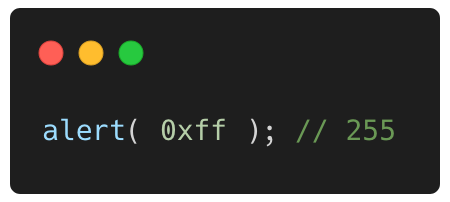 alert( 0xff ); // 255